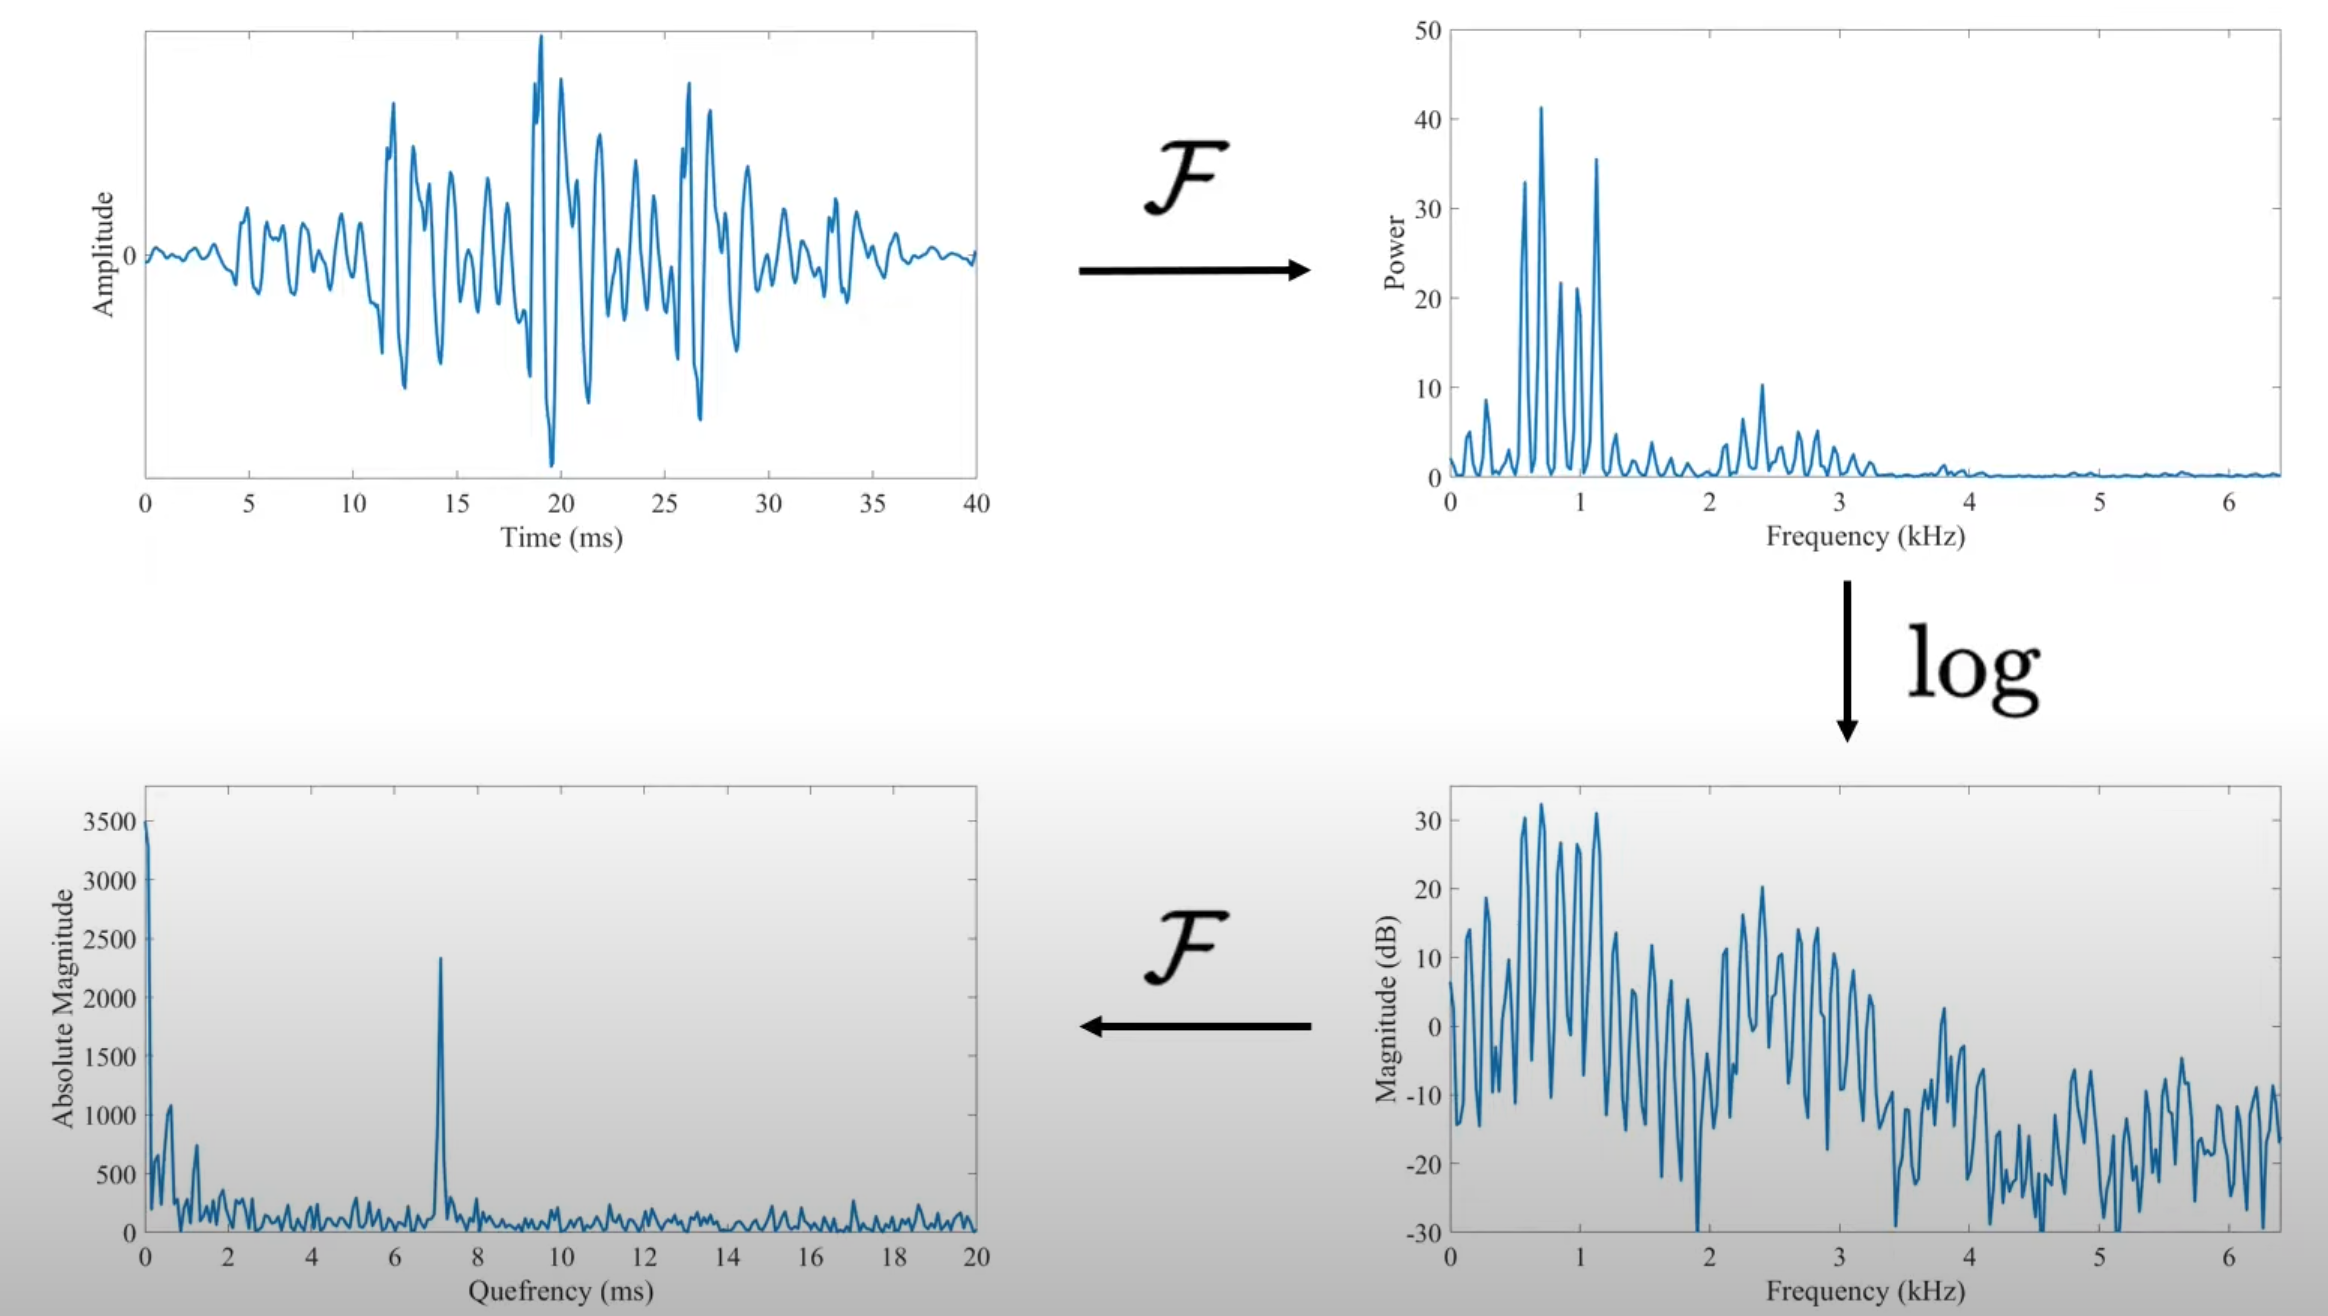 Amplitude
0
0 5 10 15 20 25 30 35 40
Time (ms)
ℱ
Power
50
40
30
20
10
0
0 1 2 3 4 5 6
Frequency (kHz)
log
Absolute Magnitude
3500
3000
2500
2000
1500
1000
500
0
0 2 4 6 8 10 12 14 16 18 20
Quefrency (ms)
ℱ
Magnitude (dB)
30
20
10
0
-10
-20
-30
0 1 2 3 4 5 6
Frequency (kHz)